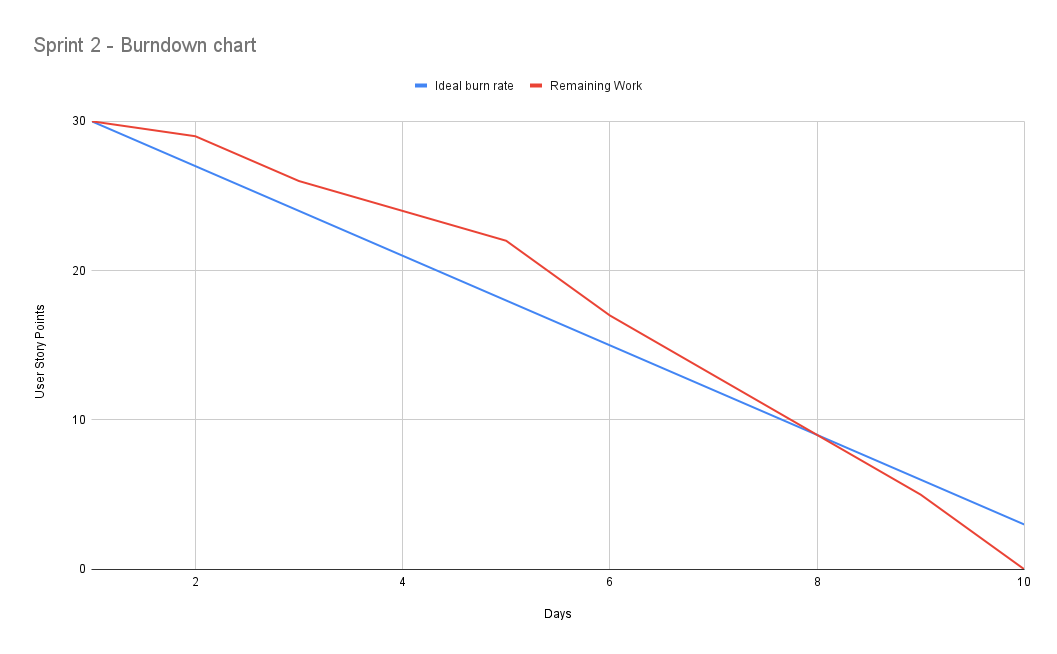 Sprint 2 - Burndown chart
Ideal burn rate Remaining Work
30
20
10
0
User Story Points
2 4 6 8 10
Days